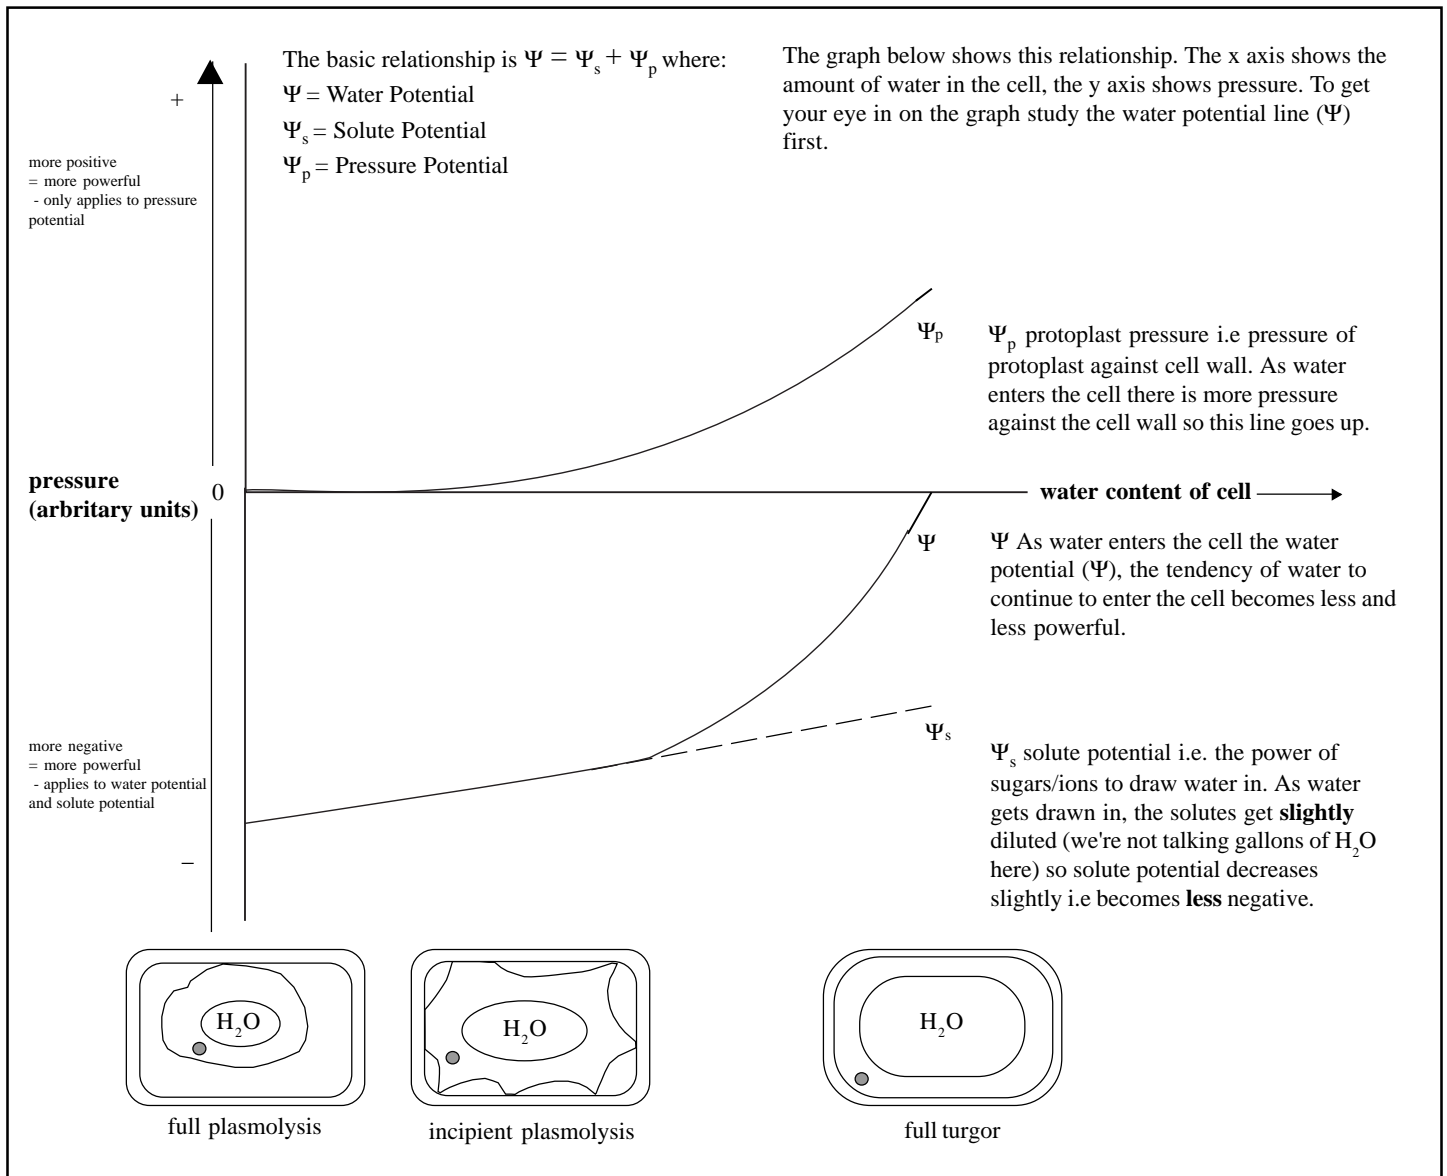 The basic relationship is Ψ = Ψs + Ψp where:
Ψ = Water Potential
Ψs = Solute Potential
Ψp = Pressure Potential
The graph below shows this relationship. The x axis shows the
amount of water in the cell, the y axis shows pressure. To get
your eye in on the graph study the water potential line (Ψ)
first.
+
more positive
= more powerful
- only applies to pressure
potential
Ψp
Ψp protoplast pressure i.e pressure of
protoplast against cell wall. As water
enters the cell there is more pressure
against the cell wall so this line goes up.
pressure
(arbritary units)
0
water content of cell
Ψ
Ψ As water enters the cell the water
potential (Ψ), the tendency of water to
continue to enter the cell becomes less and
less powerful.
more negative
= more powerful
- applies to water potential
and solute potential
−
Ψs
Ψs solute potential i.e. the power of
sugars/ions to draw water in. As water
gets drawn in, the solutes get slightly
diluted (we're not talking gallons of H2O
here) so solute potential decreases
slightly i.e becomes less negative.
H2O
H2O
H2O
full plasmolysis
incipient plasmolysis
full turgor